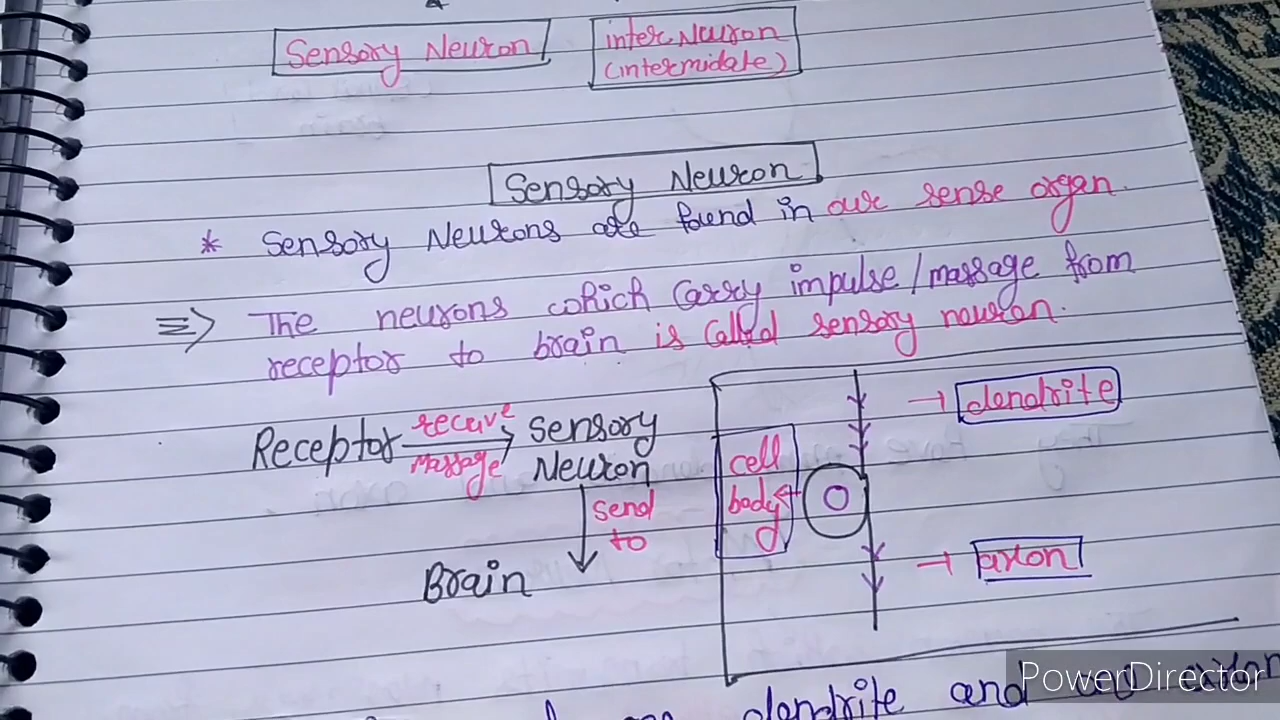 Sensory Neuron
inter Neuron
(intermidate)
Sensory Neuron
* Sensory Neurons are found in our sense organ.
=> The neurons which carry impulse/massage from
receptor to brain is called sensory neuron.
Receptor receive massage Sensory
Neuron
send
to
Brain
cell
body
dendrite
axon
dendrite and axon
PowerDirector